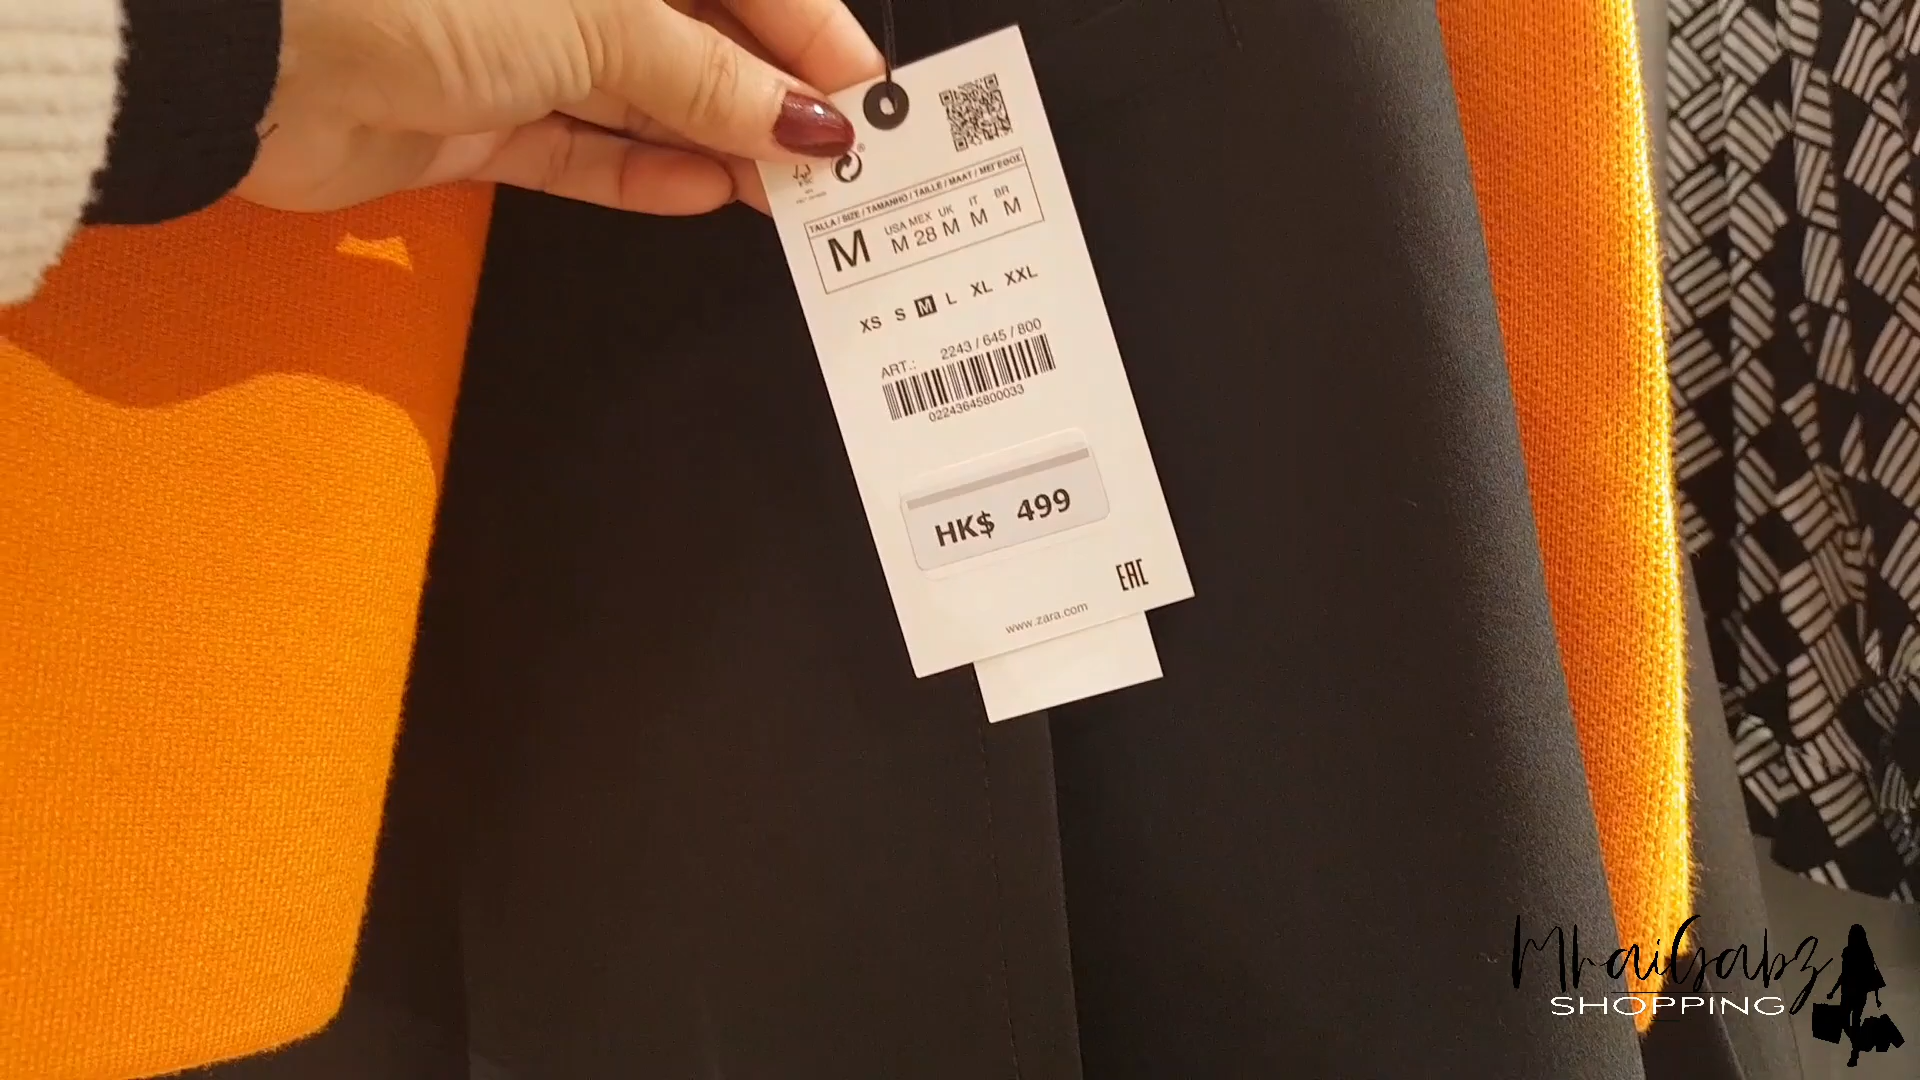 TALLA / SIZE / TAMANHO / TAILLE / MAAT / ΜΕΓΕΘΟΣ
M
USA MEX UK IT BR
M 28 M M M
XS S M L XL XXL
ART.: 2243 / 645 / 800
02243645800033
HK$ 499
EAC
www.zara.com
MhaiGabz
SHOPPING